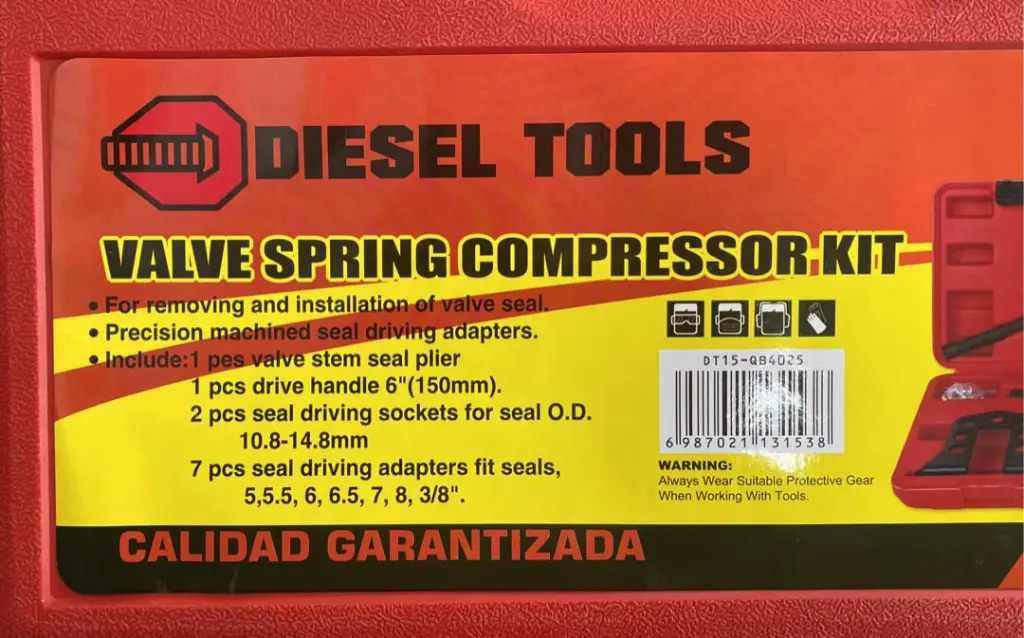 DIESEL TOOLS
VALVE SPRING COMPRESSOR KIT
• For removing and installation of valve seal.
• Precision machined seal driving adapters.
• Include:1 pes valve stem seal plier
1 pcs drive handle 6"(150mm).
2 pcs seal driving sockets for seal O.D.
10.8-14.8mm
7 pcs seal driving adapters fit seals,
5,5.5, 6, 6.5, 7, 8, 3/8".
DT15-QB4025
6 987021 131538
WARNING:
Always Wear Suitable Protective Gear
When Working With Tools.
CALIDAD GARANTIZADA